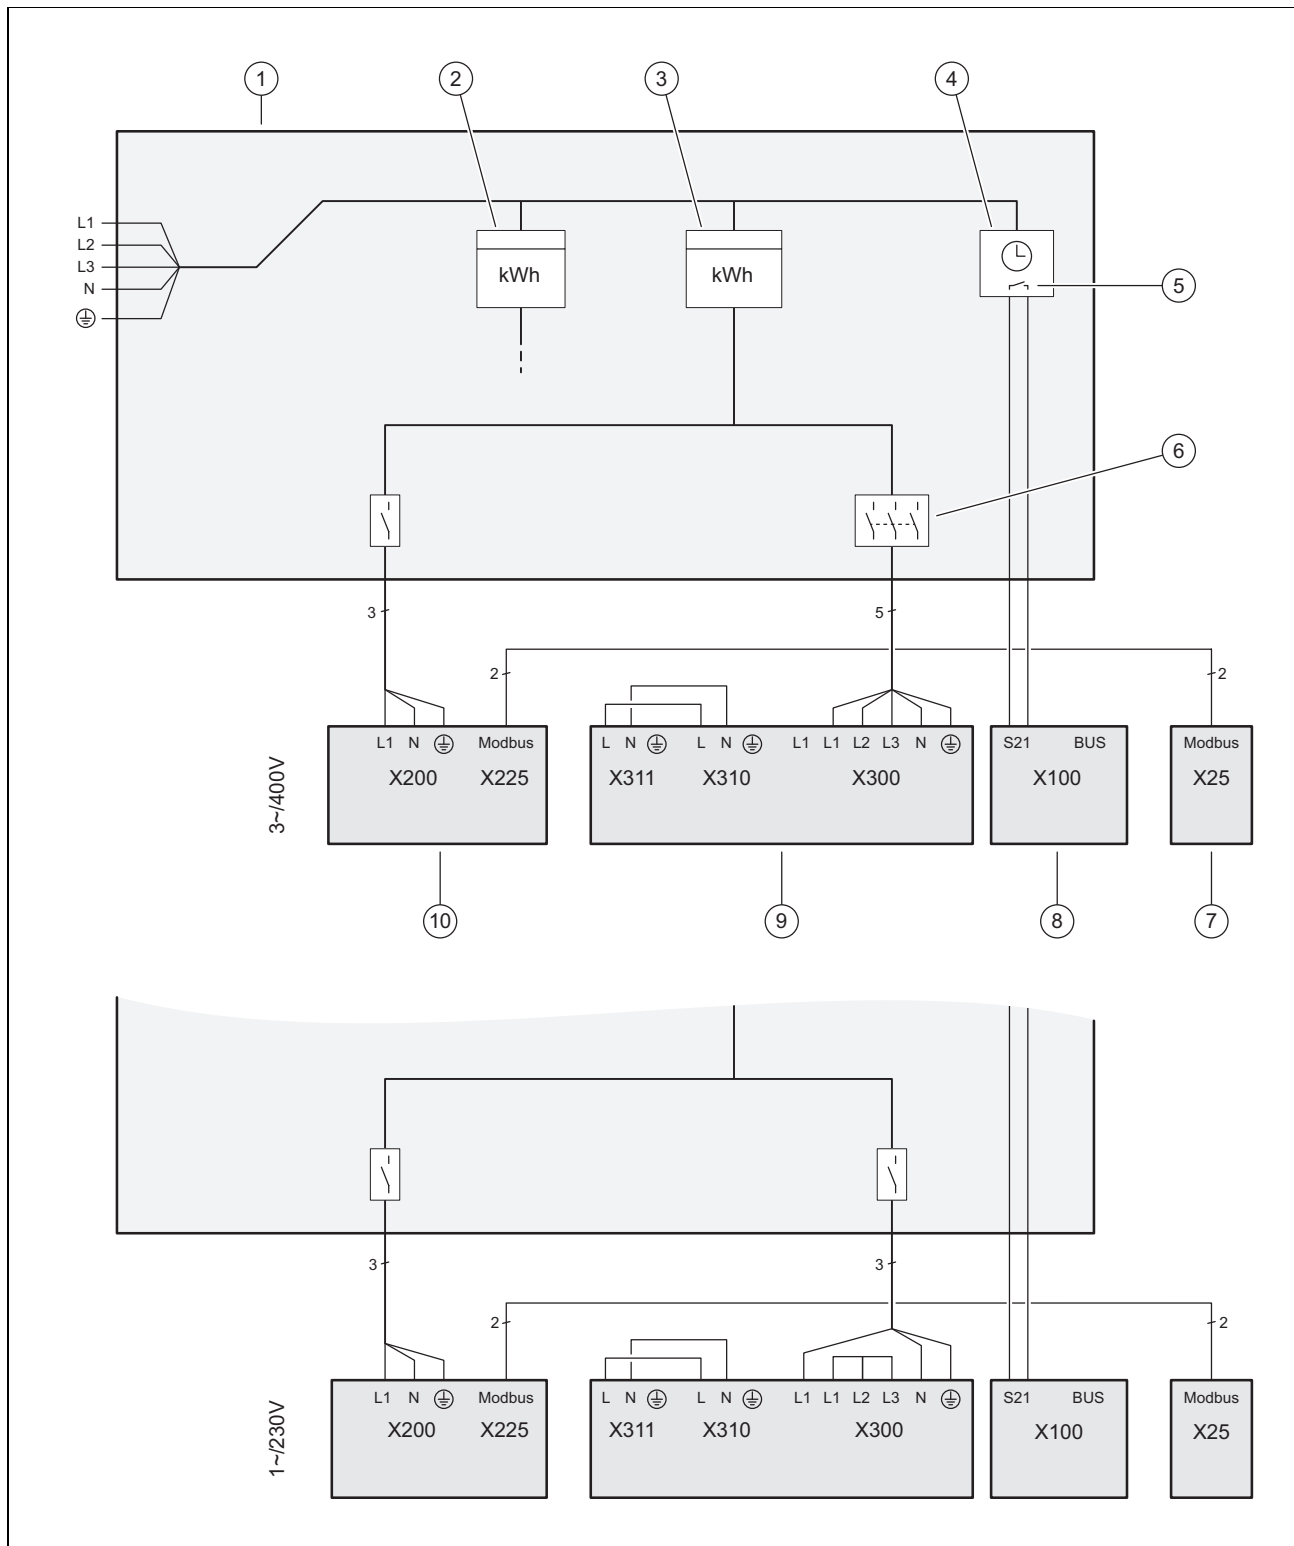 1 2 3 4
L1
L2
L3
N
kWh kWh
5
6
3 5
2 2
3~/400V
L1 N Modbus L N L N L1 L1 L2 L3 N S21 BUS Modbus
X200 X225 X311 X310 X300 X100 X25
10 9 8 7
3 3
2 2
1~/230V
L1 N Modbus L N L N L1 L1 L2 L3 N S21 BUS Modbus
X200 X225 X311 X310 X300 X100 X25